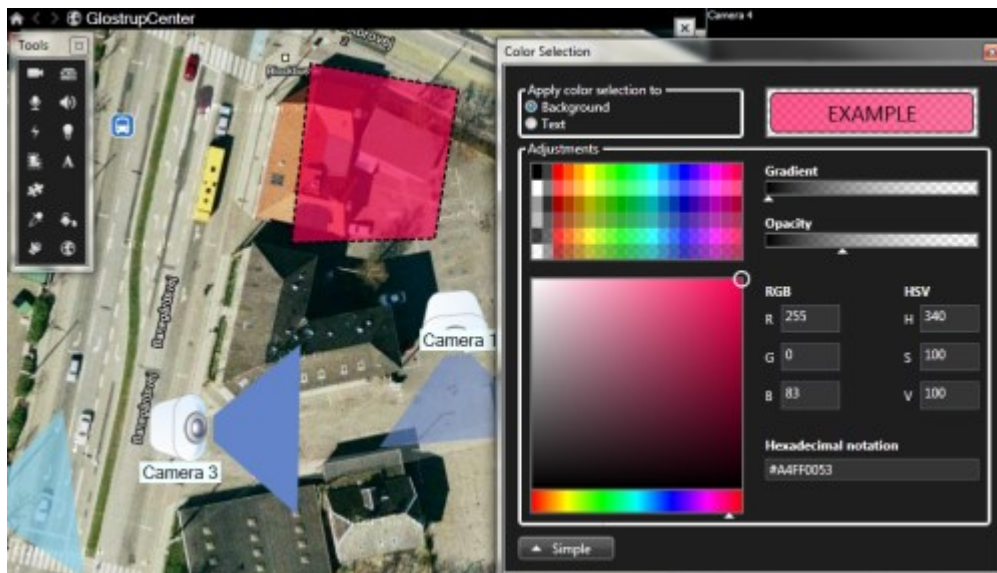 GlostrupCenter
Camera 4
Tools
Color Selection
Apply color selection to
Background
Text
EXAMPLE
Adjustments
Gradient
Opacity
RGB
HSV
R 255
H 340
G 0
S 100
B 83
V 100
Hexadecimal notation
#A4FF0053
Simple
2
A
Camera 1
Camera 3